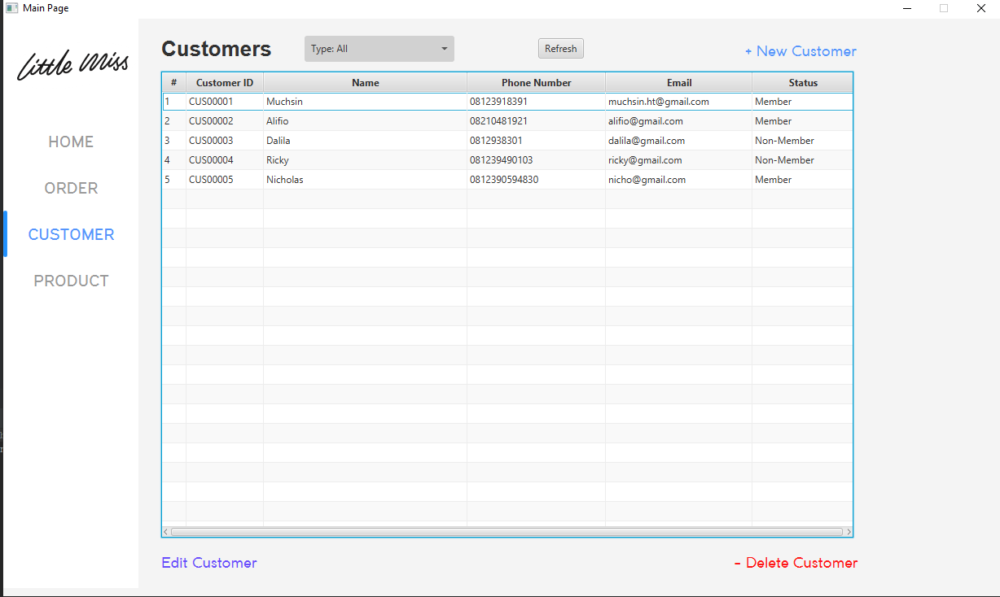 Main Page
Little Miss
HOME
ORDER
CUSTOMER
PRODUCT
Customers
Type: All
Refresh
+ New Customer
# Customer ID Name Phone Number Email Status
1 CUS00001 Muchsin 08123918391 muchsin.ht@gmail.com Member
2 CUS00002 Alifio 08210481921 alifio@gmail.com Member
3 CUS00003 Dalila 0812938301 dalila@gmail.com Non-Member
4 CUS00004 Ricky 081239490103 ricky@gmail.com Non-Member
5 CUS00005 Nicholas 0812390594830 nicho@gmail.com Member
Edit Customer
- Delete Customer